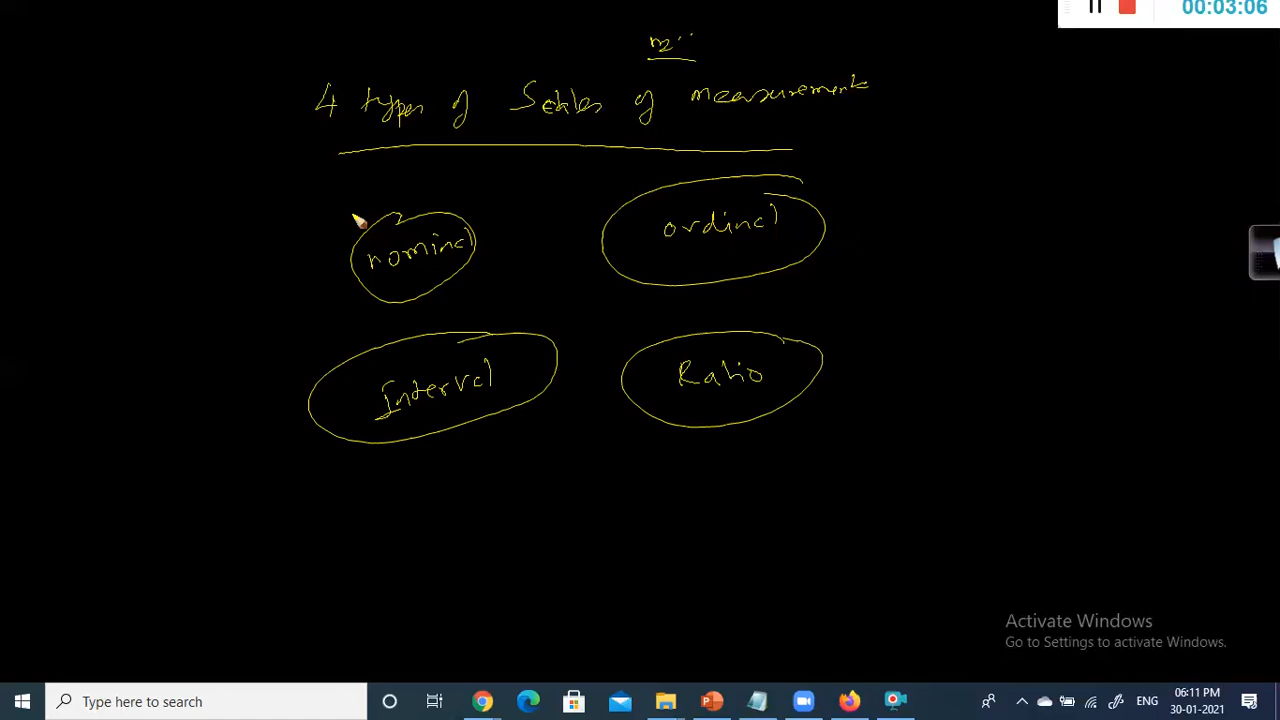 00:03:06
4 types of Scales of measurement
nominal
ordinal
Interval
Ratio
Activate Windows
Go to Settings to activate Windows.
Type here to search
ENG
06:11 PM
30-01-2021